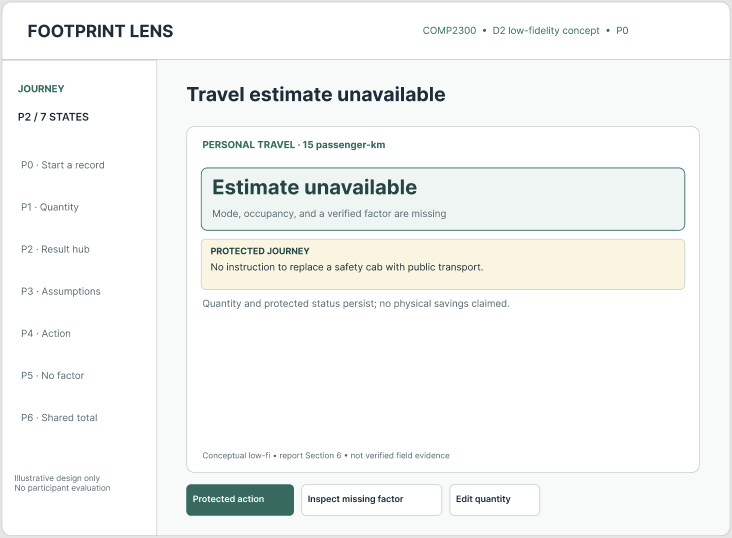 FOOTPRINT LENS
COMP2300 • D2 low-fidelity concept • P0
JOURNEY
P2 / 7 STATES
P0 · Start a record
P1 · Quantity
P2 · Result hub
P3 · Assumptions
P4 · Action
P5 · No factor
P6 · Shared total
Illustrative design only
No participant evaluation
Travel estimate unavailable
PERSONAL TRAVEL · 15 passenger-km
Estimate unavailable
Mode, occupancy, and a verified factor are missing
PROTECTED JOURNEY
No instruction to replace a safety cab with public transport.
Quantity and protected status persist; no physical savings claimed.
Conceptual low-fi • report Section 6 • not verified field evidence
Protected action
Inspect missing factor
Edit quantity